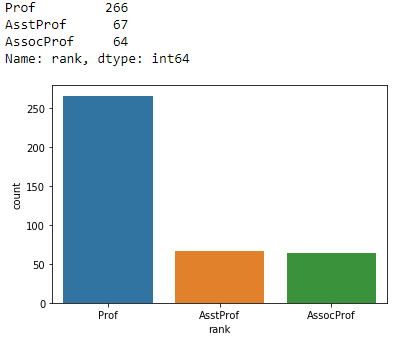 Prof 266
AsstProf 67
AssocProf 64
Name: rank, dtype: int64
250
200
150
100
50
0
count
Prof AsstProf AssocProf
rank